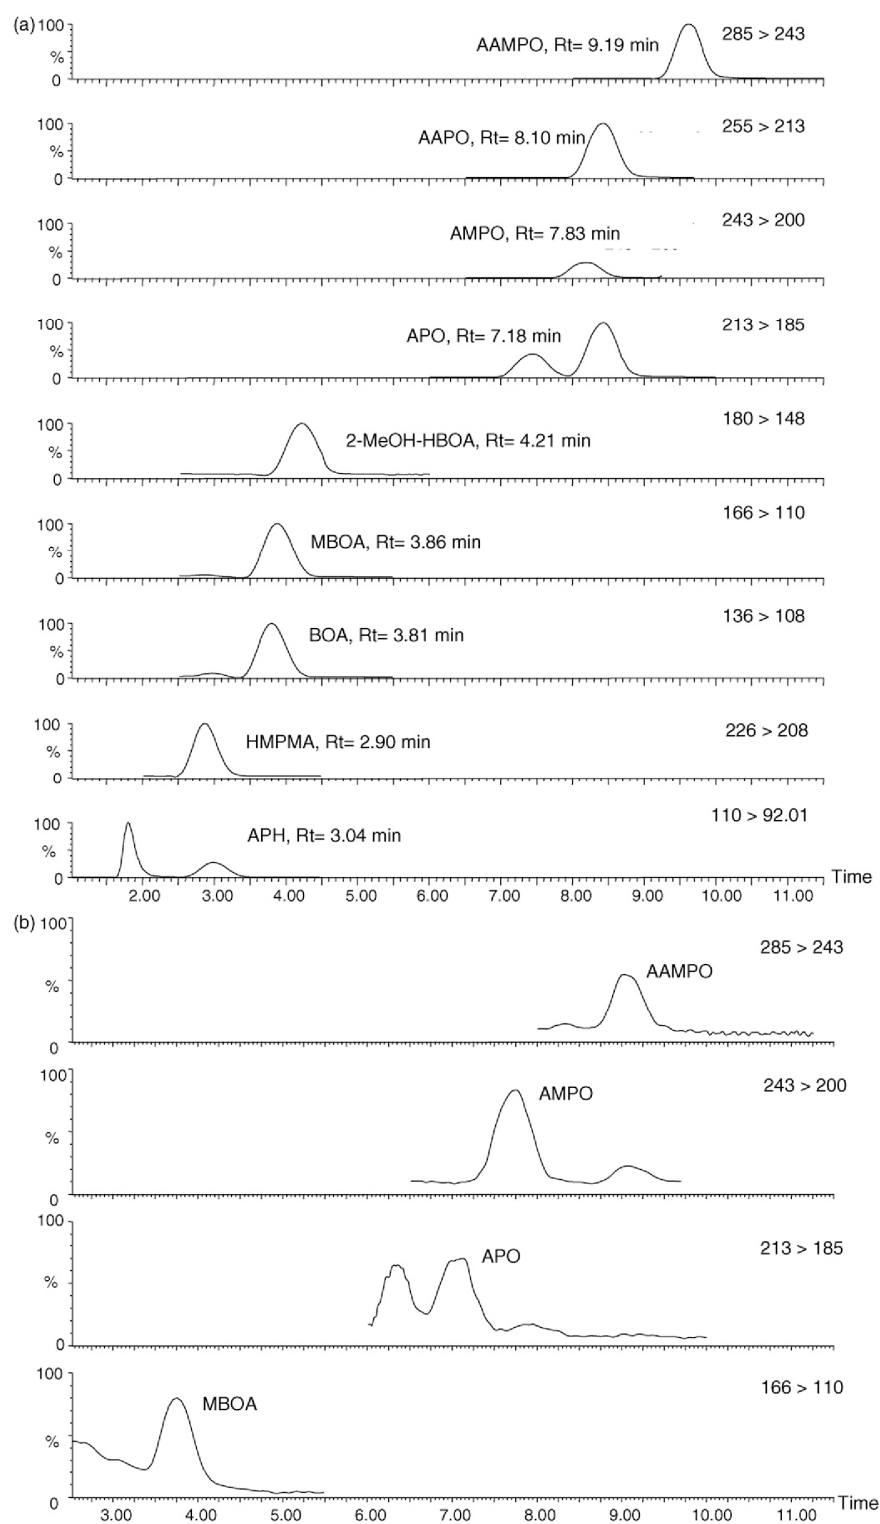 (a) 100
%
0
AAMPO, Rt= 9.19 min
285 > 243
100
%
0
AAPO, Rt= 8.10 min
255 > 213
100
%
0
AMPO, Rt= 7.83 min
243 > 200
100
%
0
APO, Rt= 7.18 min
213 > 185
100
%
0
2-MeOH-HBOA, Rt= 4.21 min
180 > 148
100
%
0
MBOA, Rt= 3.86 min
166 > 110
100
%
0
BOA, Rt= 3.81 min
136 > 108
100
%
0
HMPMA, Rt= 2.90 min
226 > 208
100
%
0
APH, Rt= 3.04 min
110 > 92.01
Time
2.00 3.00 4.00 5.00 6.00 7.00 8.00 9.00 10.00 11.00
(b) 100
%
0
AAMPO
285 > 243
100
%
0
AMPO
243 > 200
100
%
0
APO
213 > 185
100
%
0
MBOA
166 > 110
Time
3.00 4.00 5.00 6.00 7.00 8.00 9.00 10.00 11.00